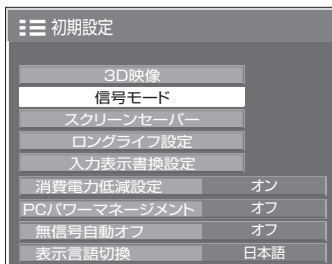 初期設定
3D映像
信号モード
スクリーンセーバー
ロングライフ設定
入力表示書換設定
消費電力低減設定 オン
PCパワーマネージメント オフ
無信号自動オフ オフ
表示言語切換 日本語